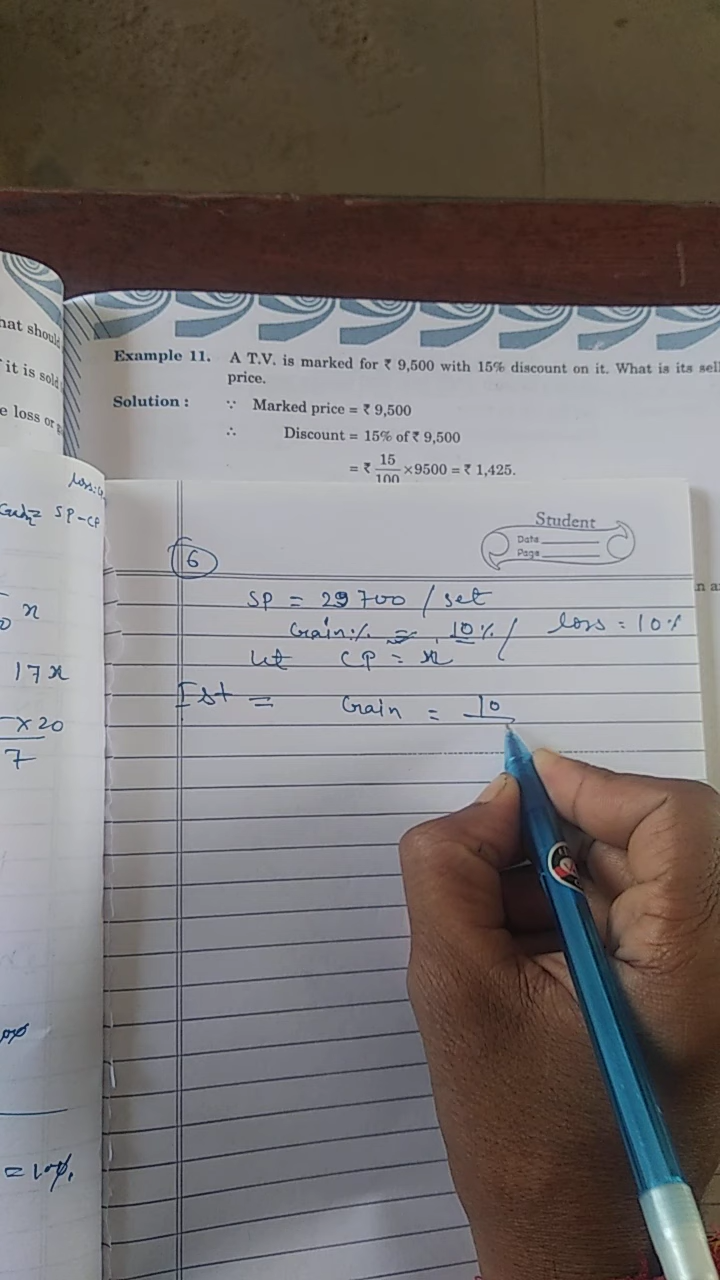 hat should
it is sold
e loss or
Example 11. A T.V. is marked for ₹ 9,500 with 15% discount on it. What is its sell
price.
Solution : ∵ Marked price = ₹ 9,500
∴ Discount = 15% of ₹ 9,500
= ₹ 15/100 ×9500 = ₹ 1,425.
SP-CP
x
17x
×20
7
= 10%.
Student
Date
Page
6
SP = 29700 / set
Gain% = 10% / loss = 10%
let CP = x
Ist = Gain = 10